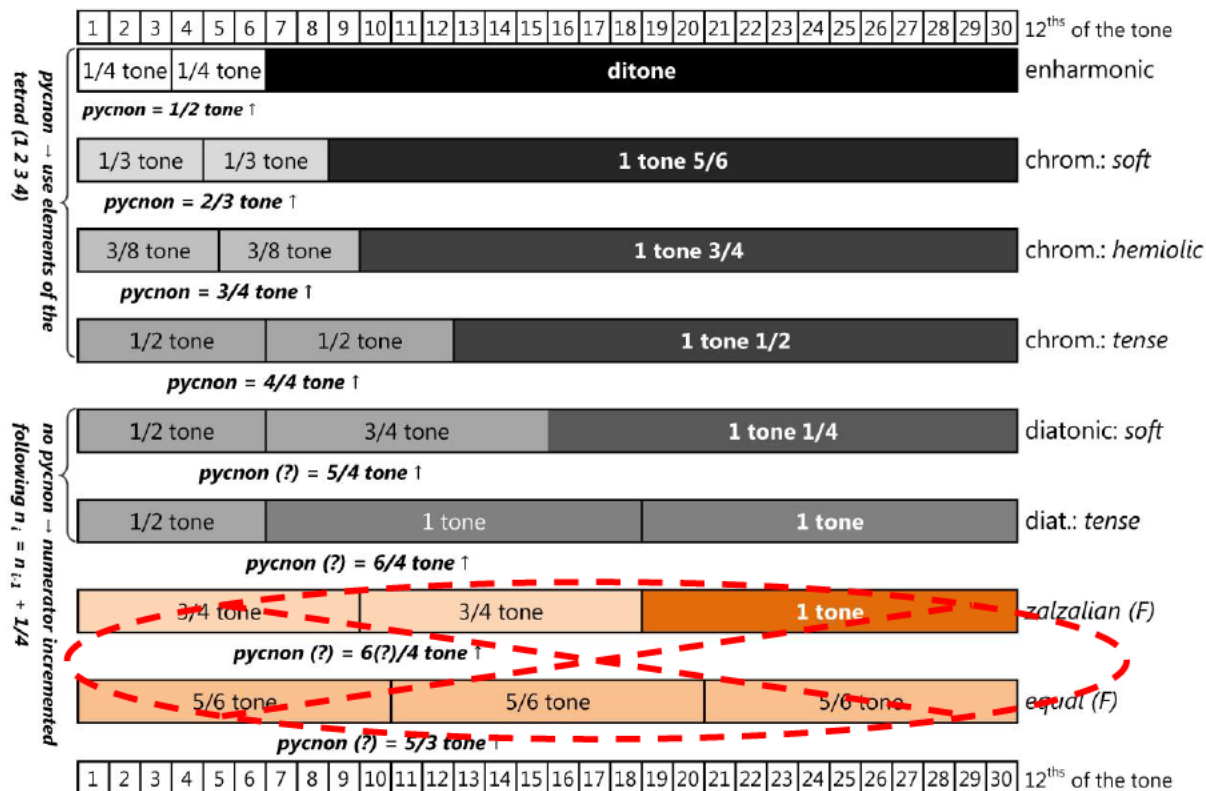 1 2 3 4 5 6 7 8 9 10 11 12 13 14 15 16 17 18 19 20 21 22 23 24 25 26 27 28 29 30 12ths of the tone
1/4 tone 1/4 tone ditone enharmonic
pycnon = 1/2 tone ↑
1/3 tone 1/3 tone 1 tone 5/6 chrom.: soft
pycnon = 2/3 tone ↑
3/8 tone 3/8 tone 1 tone 3/4 chrom.: hemiolic
pycnon = 3/4 tone ↑
1/2 tone 1/2 tone 1 tone 1/2 chrom.: tense
pycnon = 4/4 tone ↑
pycnon → use elements of the
tetrad (1 2 3 4)
1/2 tone 3/4 tone 1 tone 1/4 diatonic: soft
pycnon (?) = 5/4 tone ↑
1/2 tone 1 tone 1 tone diat.: tense
pycnon (?) = 6/4 tone ↑
3/4 tone 3/4 tone 1 tone zalzalian (F)
pycnon (?) = 6(?)/4 tone ↑
5/6 tone 5/6 tone 5/6 tone equal (F)
pycnon (?) = 5/3 tone ↑
no pycnon → numerator incremented
following n i = n i-1 + 1/4
1 2 3 4 5 6 7 8 9 10 11 12 13 14 15 16 17 18 19 20 21 22 23 24 25 26 27 28 29 30 12ths of the tone